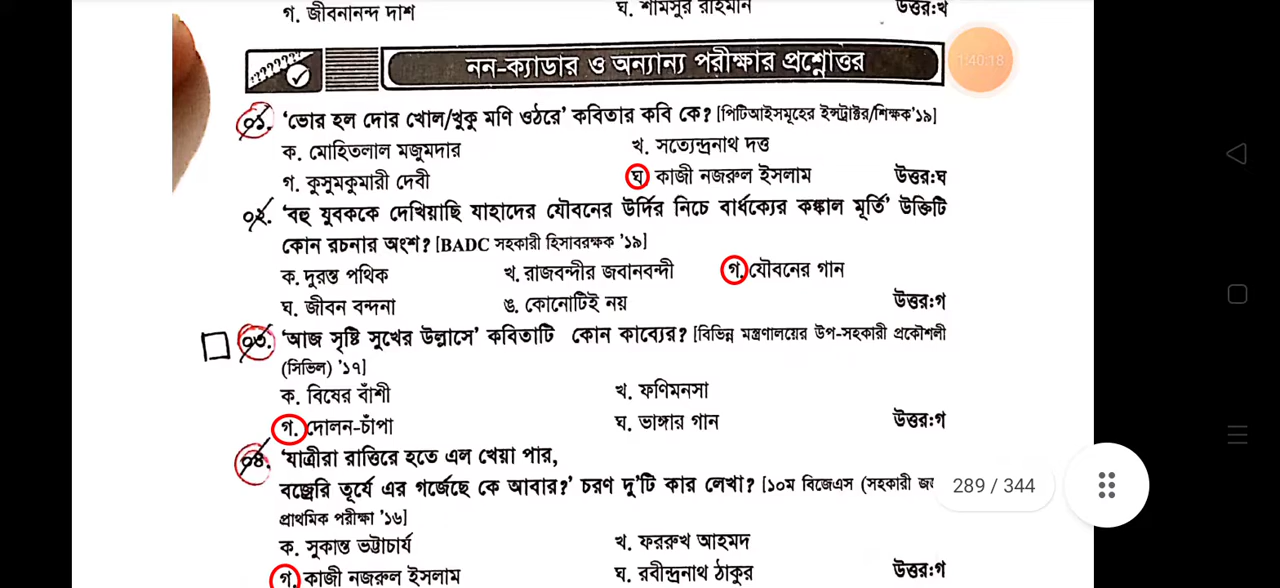 গ. জীবনানন্দ দাশ ঘ. শামসুর রাহমান উত্তর:খ
নন-ক্যাডার ও অন্যান্য পরীক্ষার প্রশ্নোত্তর
1:40:18
০১. ‘ভোর হল দোর খোল/খুকু মণি ওঠরে’ কবিতার কবি কে? [পিটিআইসমূহের ইন্সট্রাক্টর/শিক্ষক’১৯]
ক. মোহিতলাল মজুমদার খ. সত্যেন্দ্রনাথ দত্ত
গ. কুসুমকুমারী দেবী ঘ কাজী নজরুল ইসলাম উত্তর:ঘ
০২. ‘বহু যুবককে দেখিয়াছি যাহাদের যৌবনের উর্দির নিচে বার্ধক্যের কঙ্কাল মূর্তি’ উক্তিটি
কোন রচনার অংশ? [BADC সহকারী হিসাবরক্ষক ’১৯]
ক. দুরন্ত পথিক খ. রাজবন্দীর জবানবন্দী গ. যৌবনের গান
ঘ. জীবন বন্দনা ঙ. কোনোটিই নয় উত্তর:গ
০৩. ‘আজ সৃষ্টি সুখের উল্লাসে’ কবিতাটি কোন কাব্যের? [বিভিন্ন মন্ত্রণালয়ের উপ-সহকারী প্রকৌশলী
(সিভিল) ’১৭]
ক. বিষের বাঁশী খ. ফণিমনসা
গ. দোলন-চাঁপা ঘ. ভাঙ্গার গান উত্তর:গ
০৪. ‘যাত্রীরা রাত্তিরে হতে এল খেয়া পার,
বজ্রেরি তূর্যে এর গর্জেছে কে আবার?’ চরণ দু’টি কার লেখা? [১০ম বিজেএস (সহকারী জজ
289 / 344
প্রাথমিক পরীক্ষা ’১৬]
ক. সুকান্ত ভট্টাচার্য খ. ফররুখ আহমদ
গ. কাজী নজরুল ইসলাম ঘ. রবীন্দ্রনাথ ঠাকুর উত্তর:গ